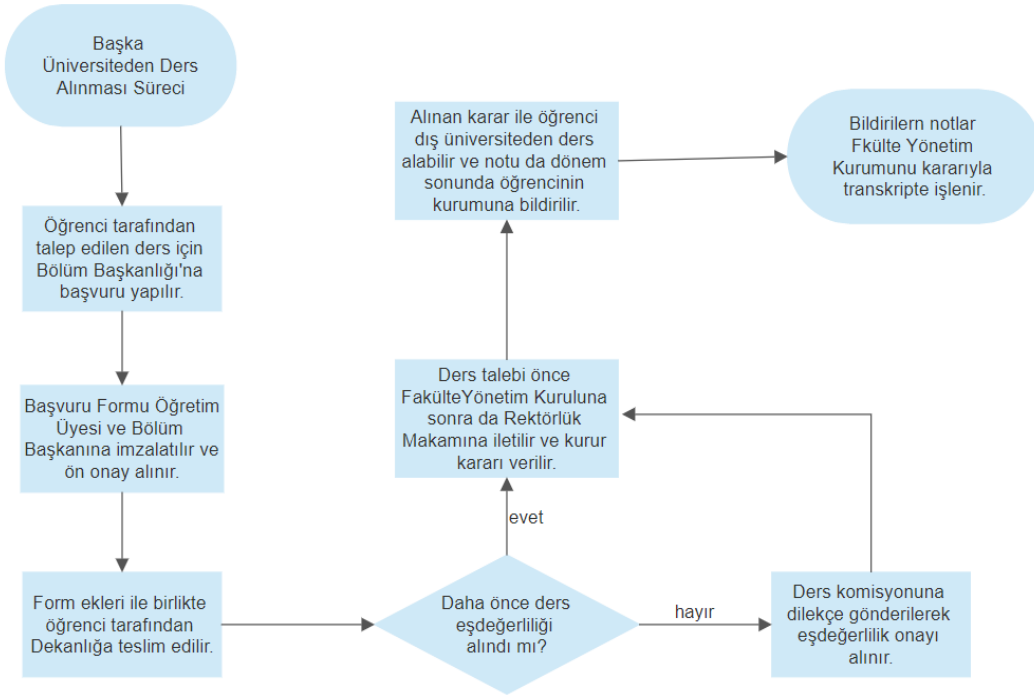 Başka
Üniversiteden Ders
Alınması Süreci
Öğrenci tarafından
talep edilen ders için
Bölüm Başkanlığı'na
başvuru yapılır.
Başvuru Formu Öğretim
Üyesi ve Bölüm
Başkanına imzalatılır ve
ön onay alınır.
Form ekleri ile birlikte
öğrenci tarafından
Dekanlığa teslim edilir.
Daha önce ders
eşdeğerliliği
alındı mı?
evet
hayır
Ders komisyonuna
dilekçe gönderilerek
eşdeğerlilik onayı
alınır.
Ders talebi önce
FakülteYönetim Kuruluna
sonra da Rektörlük
Makamına iletilir ve kurur
kararı verilir.
Alınan karar ile öğrenci
dış üniversiteden ders
alabilir ve notu da dönem
sonunda öğrencinin
kurumuna bildirilir.
Bildirilern notlar
Fkülte Yönetim
Kurumunu kararıyla
transkripte işlenir.